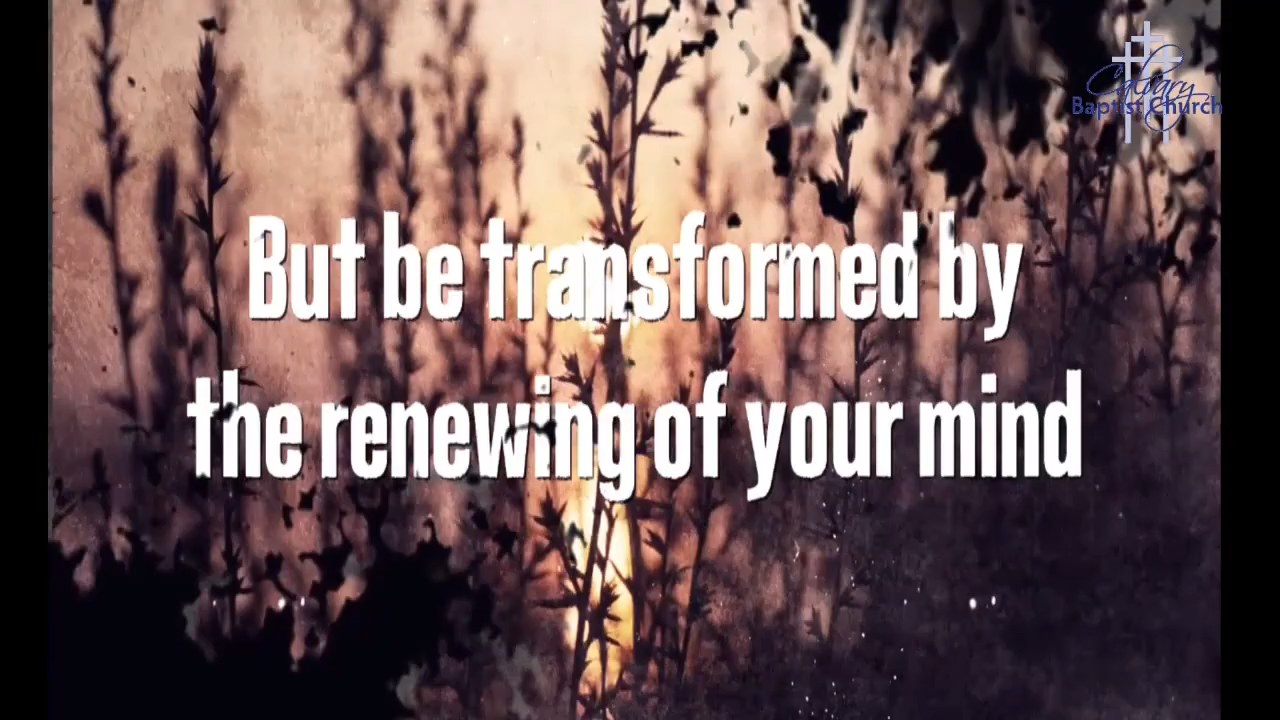 Calvary
Baptist Church
But be transformed by
the renewing of your mind